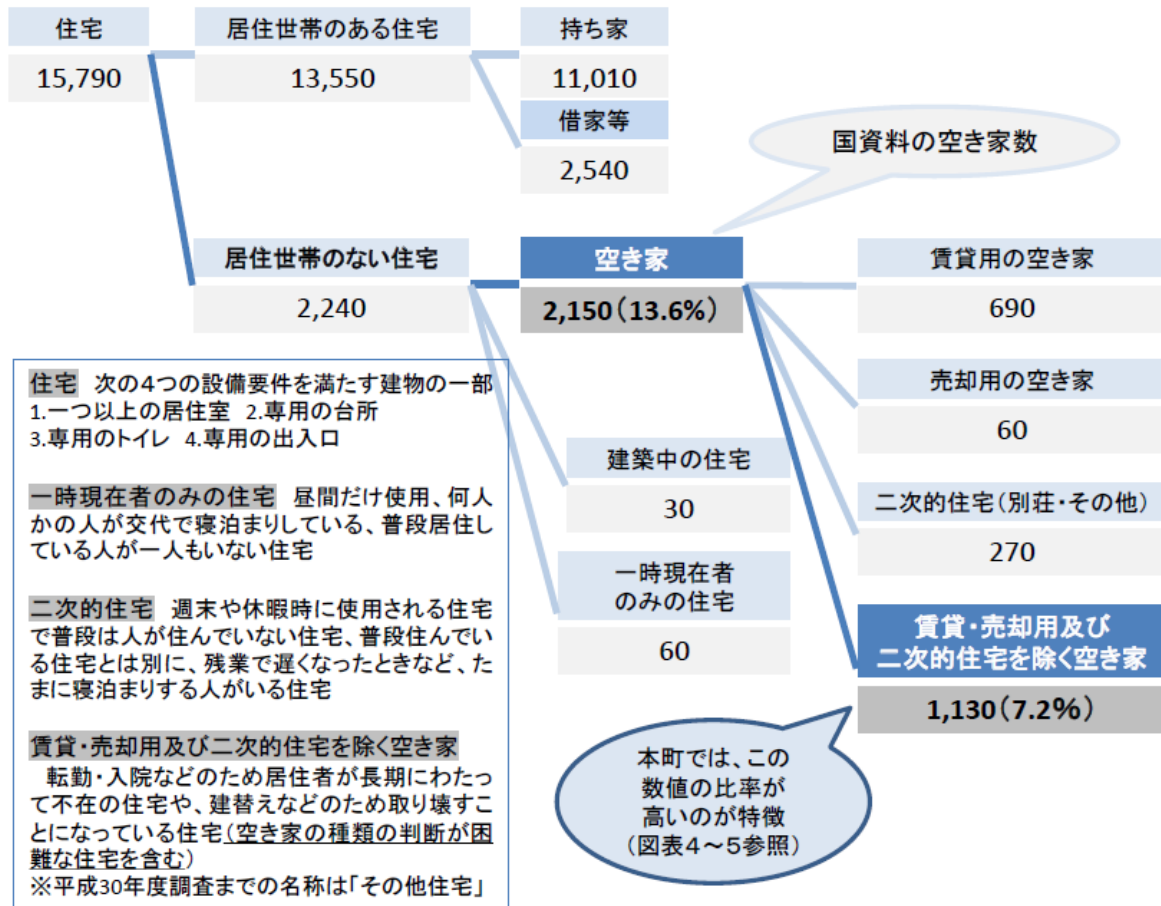 住宅
15,790
居住世帯のある住宅
13,550
持ち家
11,010
借家等
2,540
国資料の空き家数
居住世帯のない住宅
2,240
空き家
2,150（13.6%）
賃貸用の空き家
690
売却用の空き家
60
二次的住宅（別荘・その他）
270
賃貸・売却用及び
二次的住宅を除く空き家
1,130（7.2%）
建築中の住宅
30
一時現在者
のみの住宅
60
本町では、この
数値の比率が
高いのが特徴
（図表４～５参照）
住宅　次の４つの設備要件を満たす建物の一部
1.一つ以上の居住室 2.専用の台所
3.専用のトイレ 4.専用の出入口
一時現在者のみの住宅　昼間だけ使用、何人
かの人が交代で寝泊まりしている、普段居住し
ている人が一人もいない住宅
二次的住宅　週末や休暇時に使用される住宅
で普段は人が住んでいない住宅、普段住んでい
る住宅とは別に、残業で遅くなったときなど、た
まに寝泊まりする人がいる住宅
賃貸・売却用及び二次的住宅を除く空き家
転勤・入院などのため居住者が長期にわたっ
て不在の住宅や、建替えなどのため取り壊すこ
とになっている住宅（空き家の種類の判断が困
難な住宅を含む）
※平成30年度調査までの名称は「その他住宅」